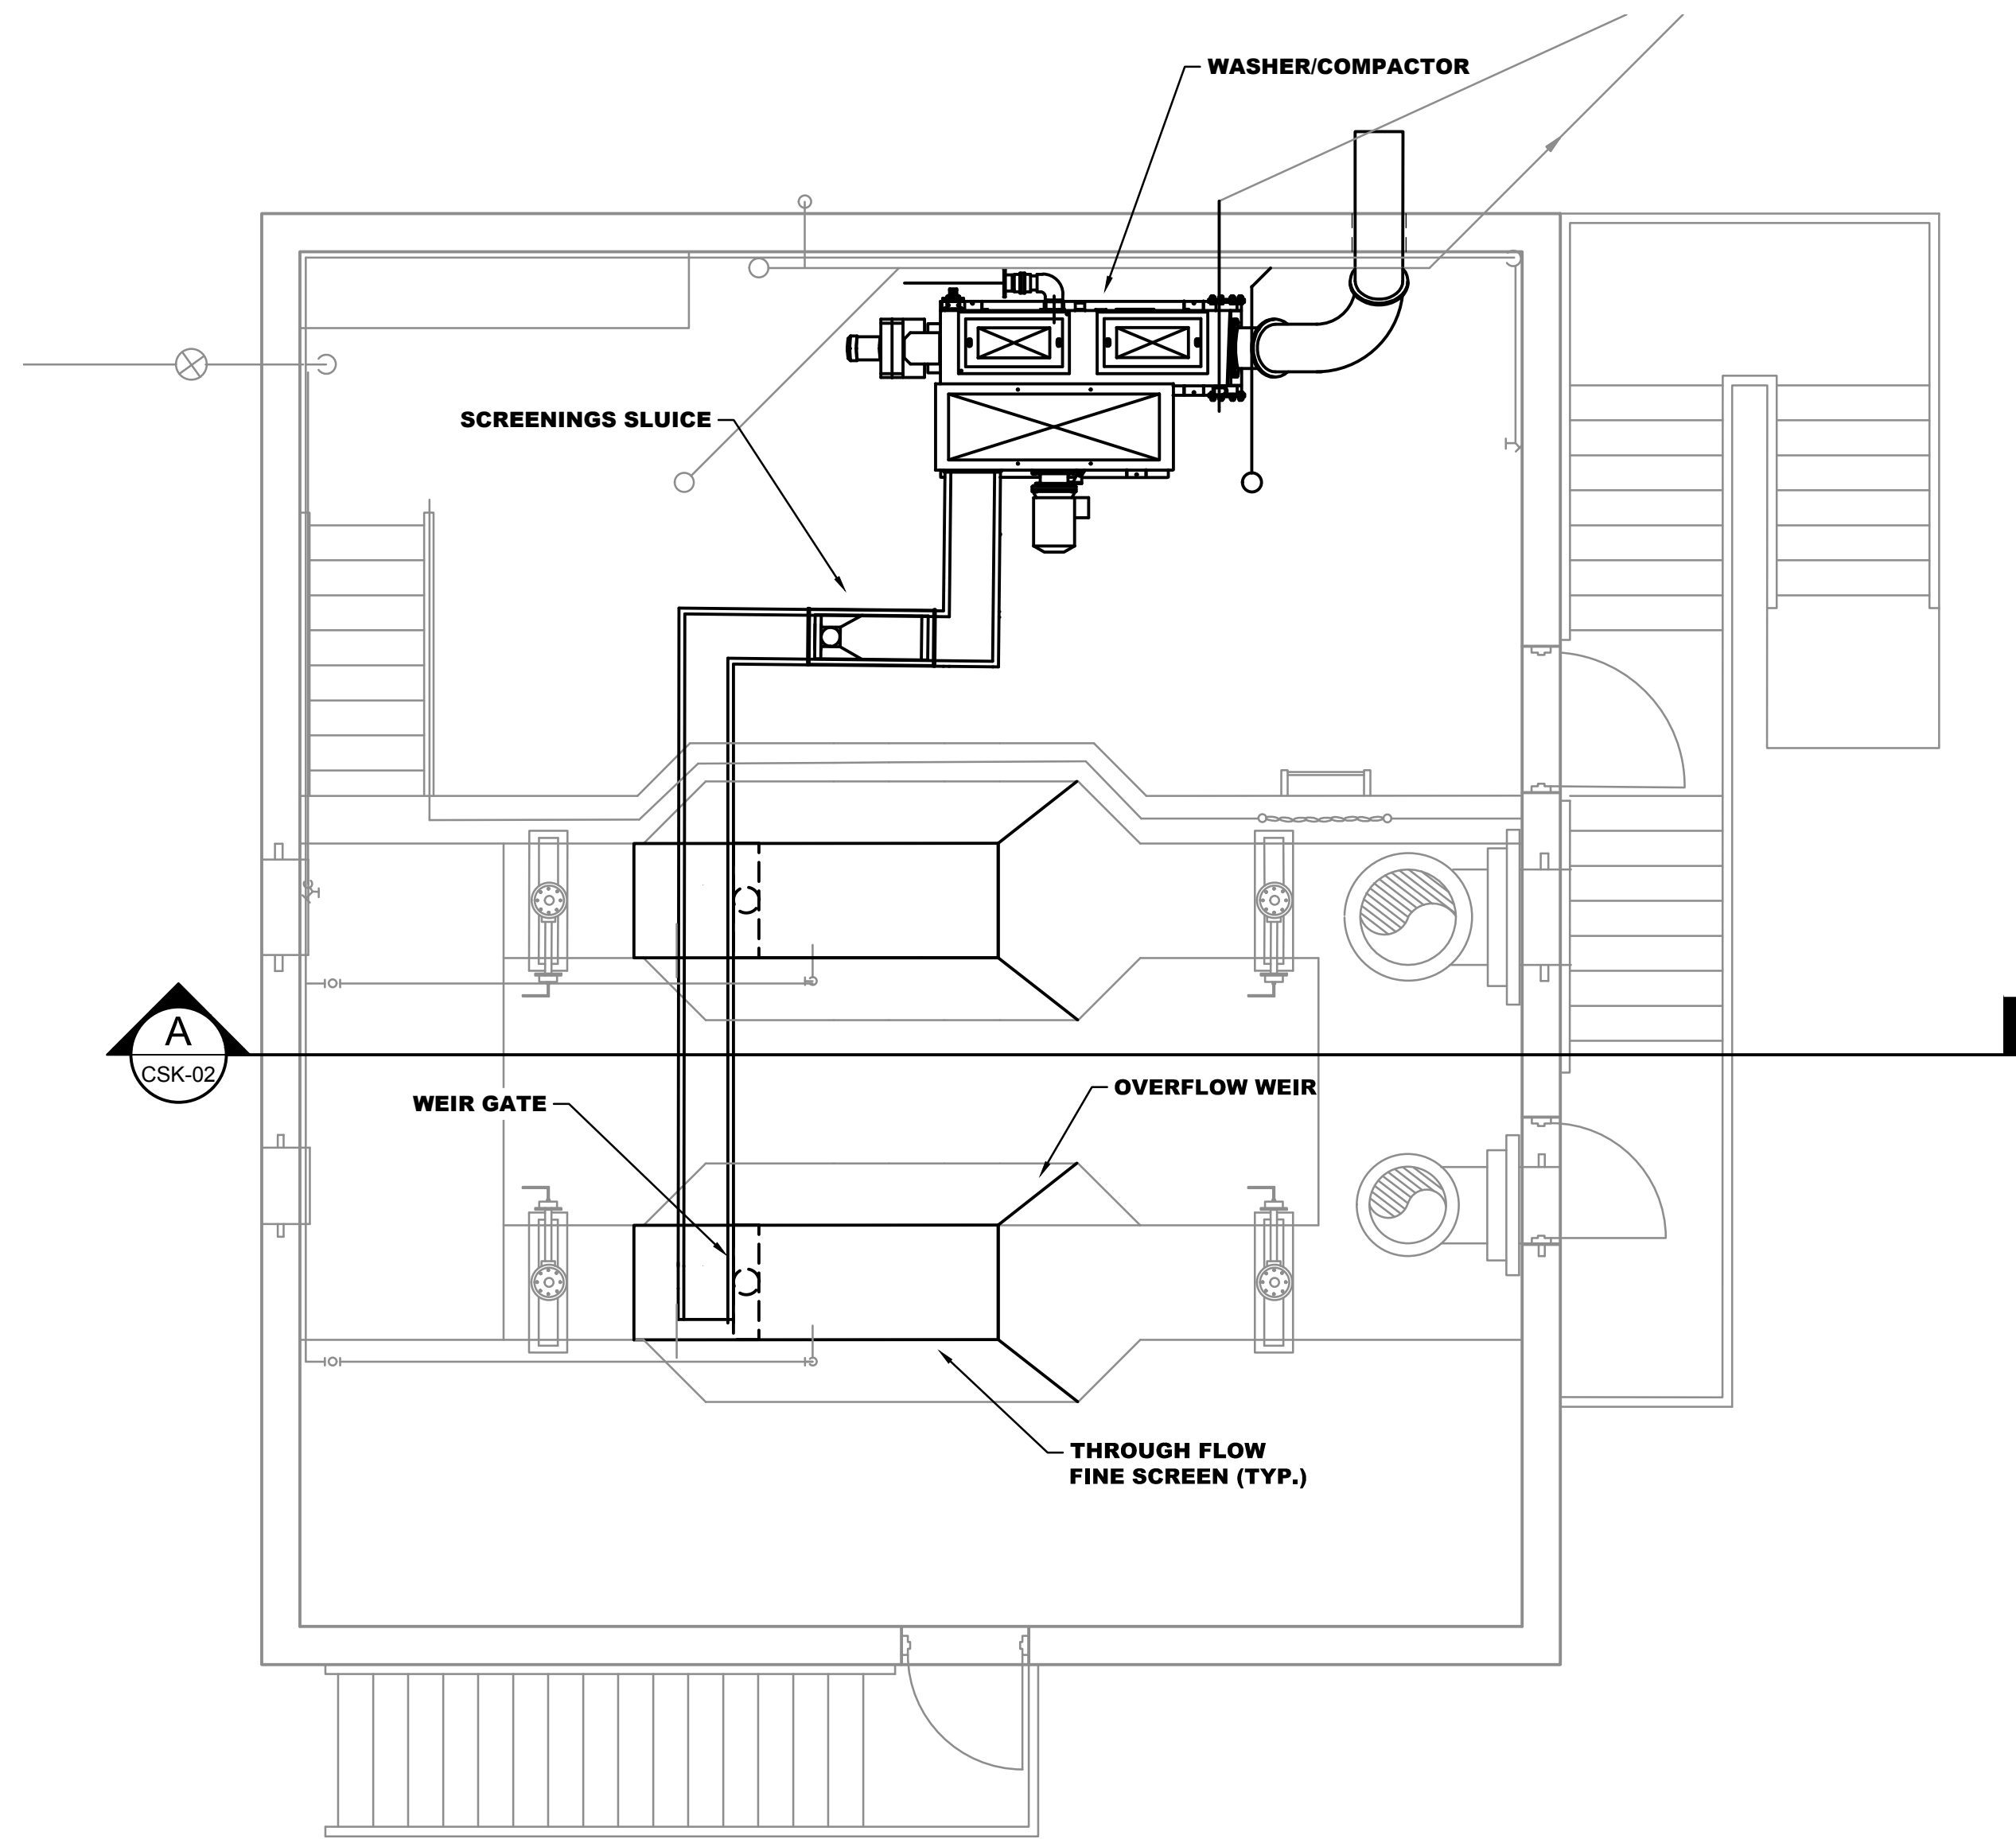 WASHER/COMPACTOR
SCREENINGS SLUICE
A
CSK-02
WEIR GATE
OVERFLOW WEIR
THROUGH FLOW
FINE SCREEN (TYP.)